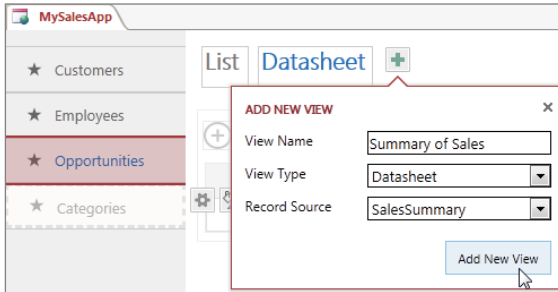 MySalesApp
Customers
Employees
Opportunities
Categories
List Datasheet
ADD NEW VIEW
View Name Summary of Sales
View Type Datasheet
Record Source SalesSummary
Add New View